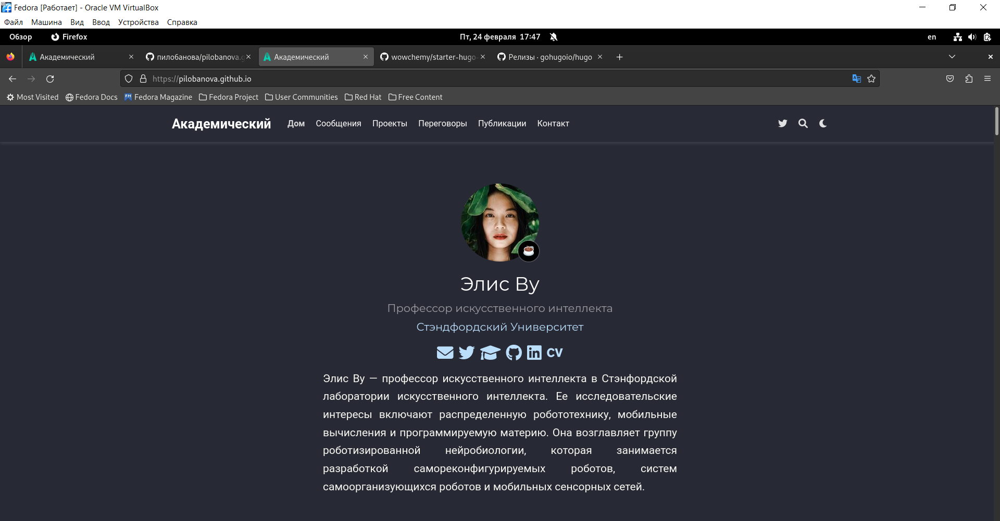 Fedora [Работает] - Oracle VM VirtualBox
Файл Машина Вид Ввод Устройства Справка
Обзор Firefox Пт, 24 февраля 17:47 en
Академический пилобанова/pilobanova.g Академический wowchemy/starter-hugo- Релизы · gohugoio/hugo
https://pilobanova.github.io
Most Visited Fedora Docs Fedora Magazine Fedora Project User Communities Red Hat Free Content
Академический Дом Сообщения Проекты Переговоры Публикации Контакт
Элис Ву
Профессор искусственного интеллекта
Стэндфордский Университет
CV
Элис Ву — профессор искусственного интеллекта в Стэнфордской
лаборатории искусственного интеллекта. Ее исследовательские
интересы включают распределенную робототехнику, мобильные
вычисления и программируемую материю. Она возглавляет группу
роботизированной нейробиологии, которая занимается
разработкой самореконфигурируемых роботов, систем
самоорганизующихся роботов и мобильных сенсорных сетей.